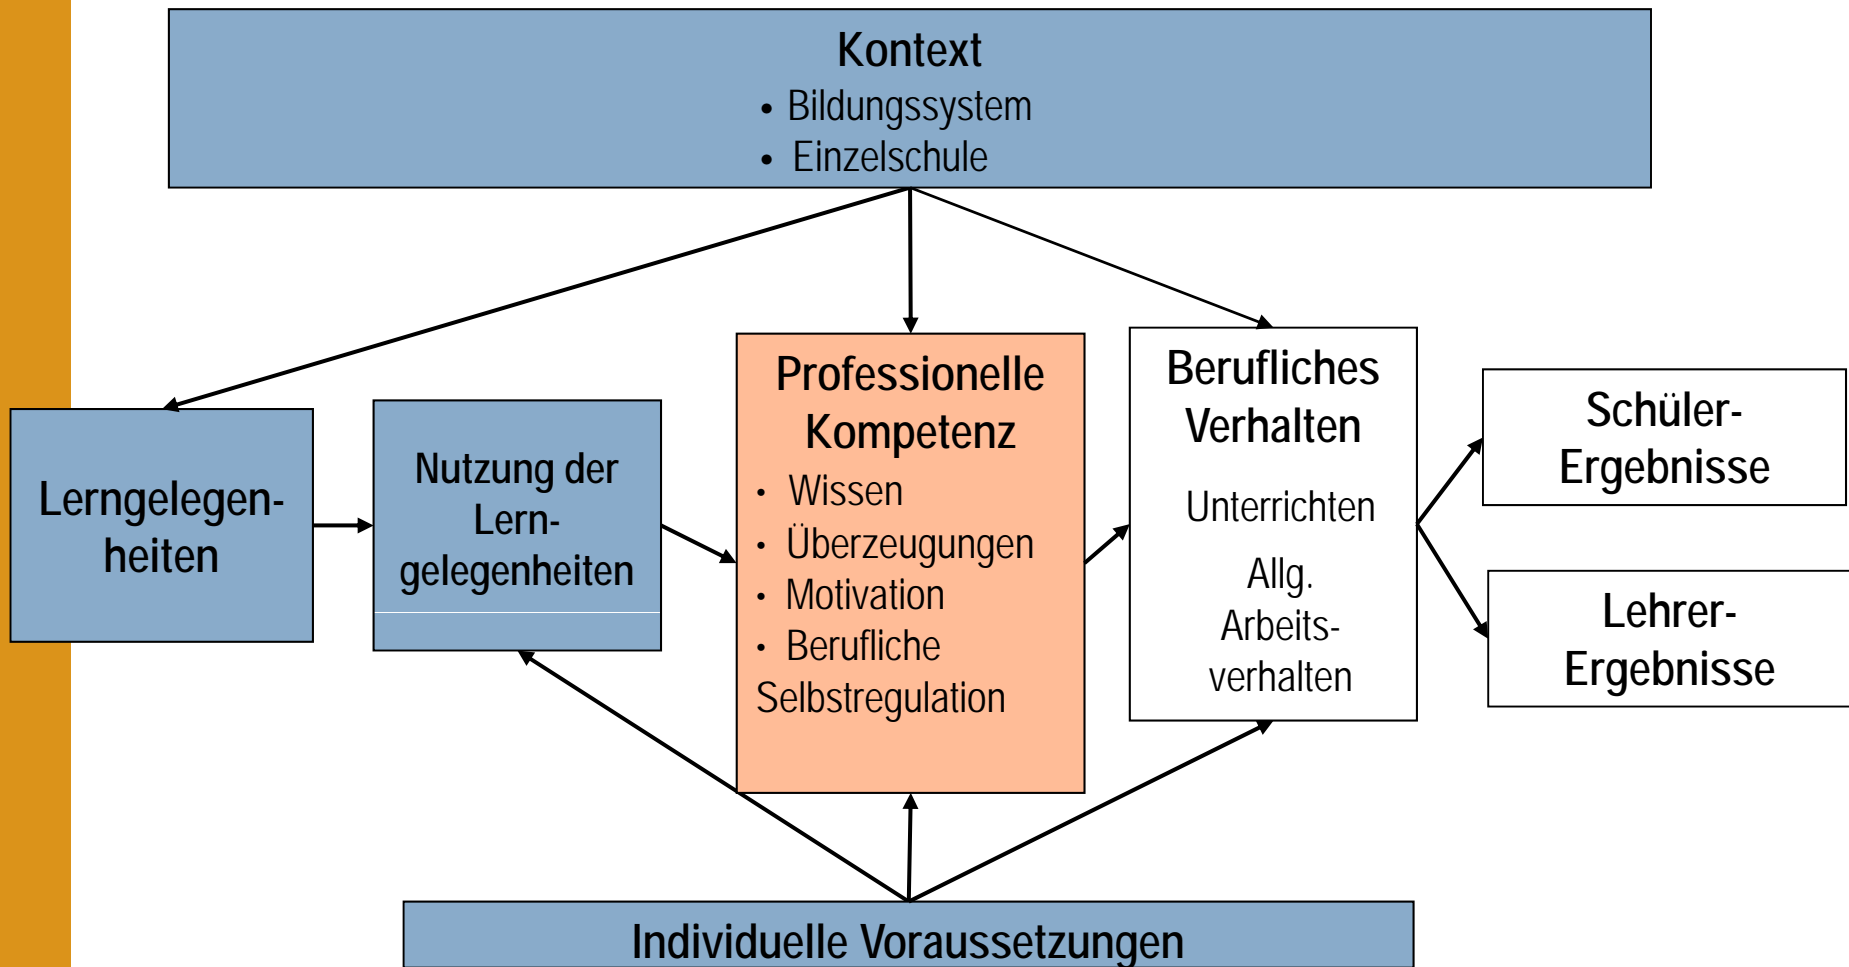 Kontext
• Bildungssystem
• Einzelschule
Lerngelegen-
heiten
Nutzung der
Lern-
gelegenheiten
Professionelle
Kompetenz
• Wissen
• Überzeugungen
• Motivation
• Berufliche
Selbstregulation
Berufliches
Verhalten
Unterrichten
Allg.
Arbeits-
verhalten
Schüler-
Ergebnisse
Lehrer-
Ergebnisse
Individuelle Voraussetzungen